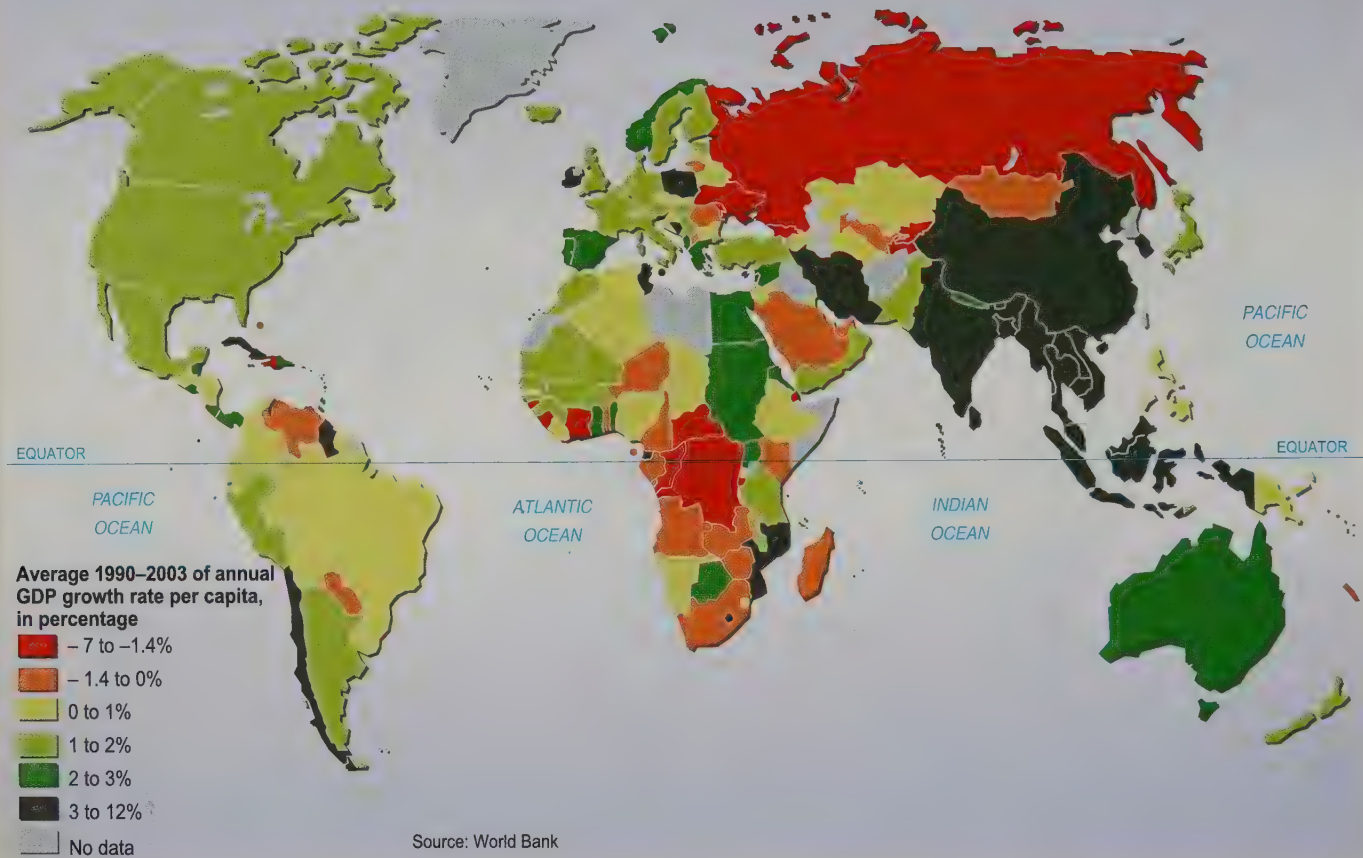 EQUATOR
EQUATOR
PACIFIC
OCEAN
PACIFIC
OCEAN
ATLANTIC
OCEAN
INDIAN
OCEAN
Average 1990–2003 of annual
GDP growth rate per capita,
in percentage
– 7 to –1.4%
– 1.4 to 0%
0 to 1%
1 to 2%
2 to 3%
3 to 12%
No data
Source: World Bank